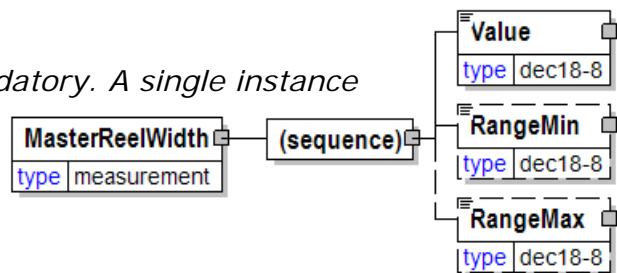 Value
type dec18-8
datory. A single instance
RangeMin
type dec18-8
MasterReelWidth
type measurement
(sequence)
RangeMax
type dec18-8